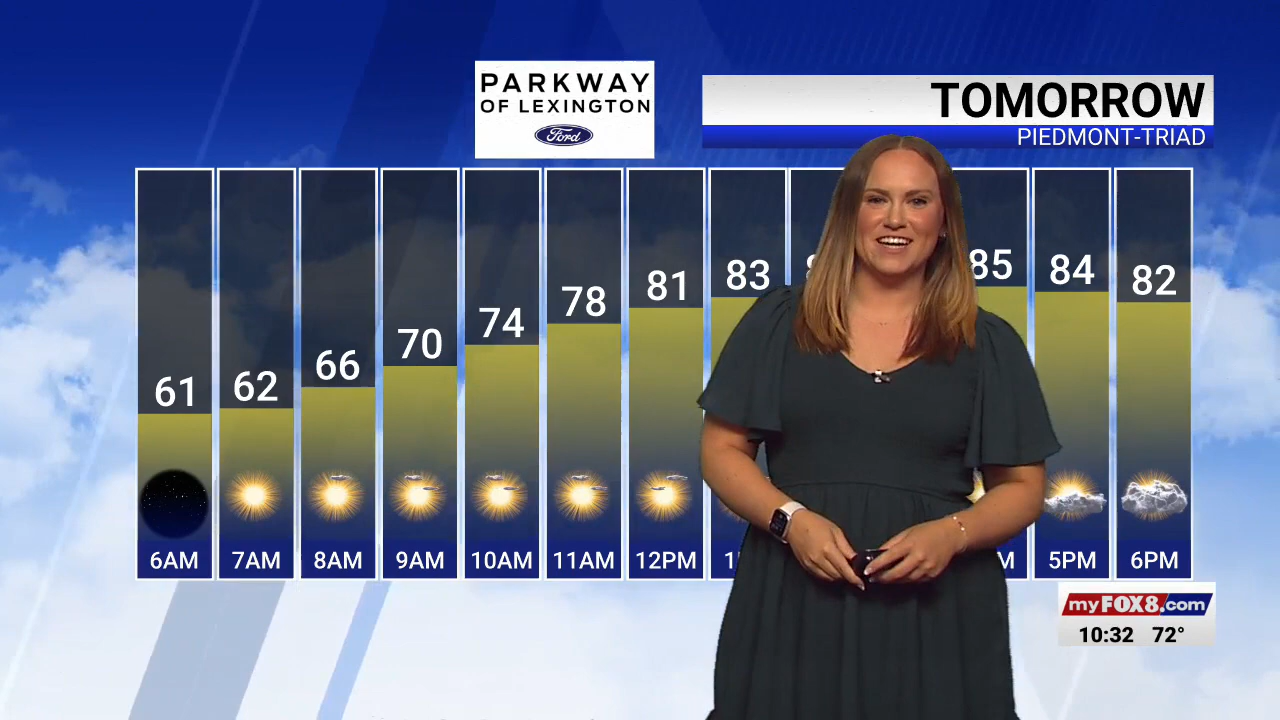 PARKWAY
OF LEXINGTON
Ford
TOMORROW
PIEDMONT-TRIAD
61 62 66 70 74 78 81 83 85 84 82
6AM 7AM 8AM 9AM 10AM 11AM 12PM 5PM 6PM
myFOX8.com
10:32 72°